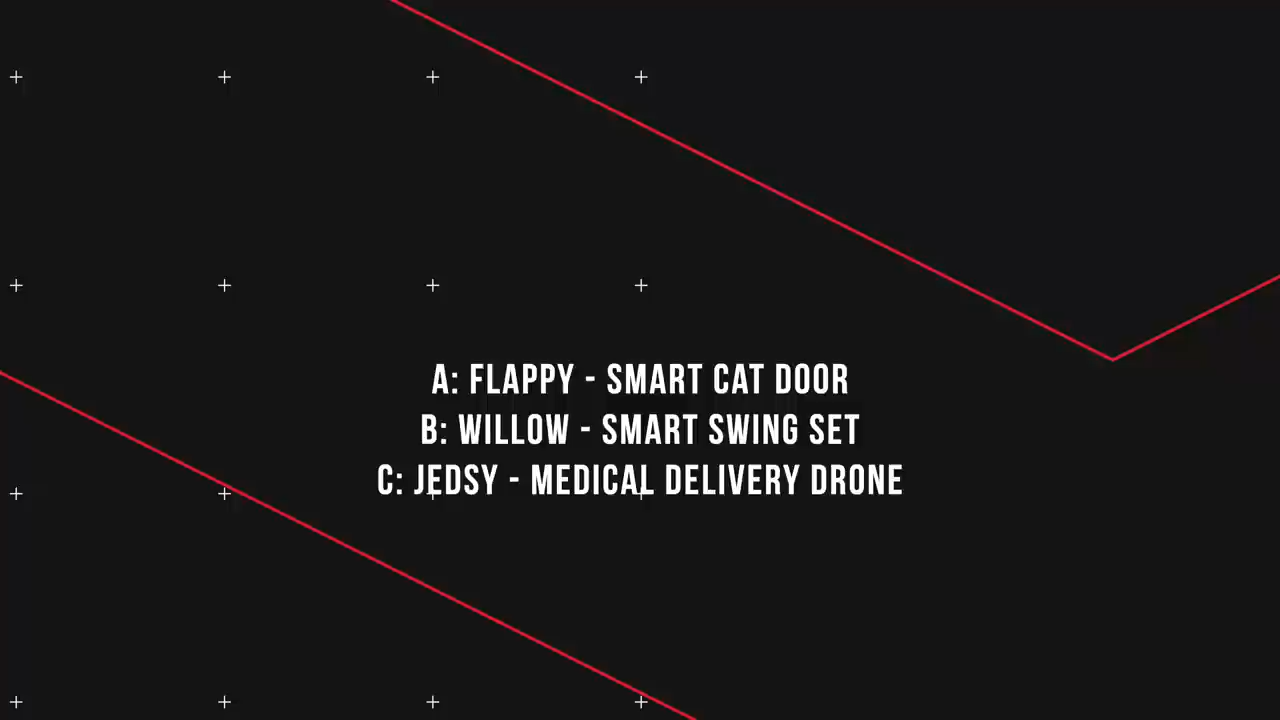 A: FLAPPY - SMART CAT DOOR
B: WILLOW - SMART SWING SET
C: JEDSY - MEDICAL DELIVERY DRONE